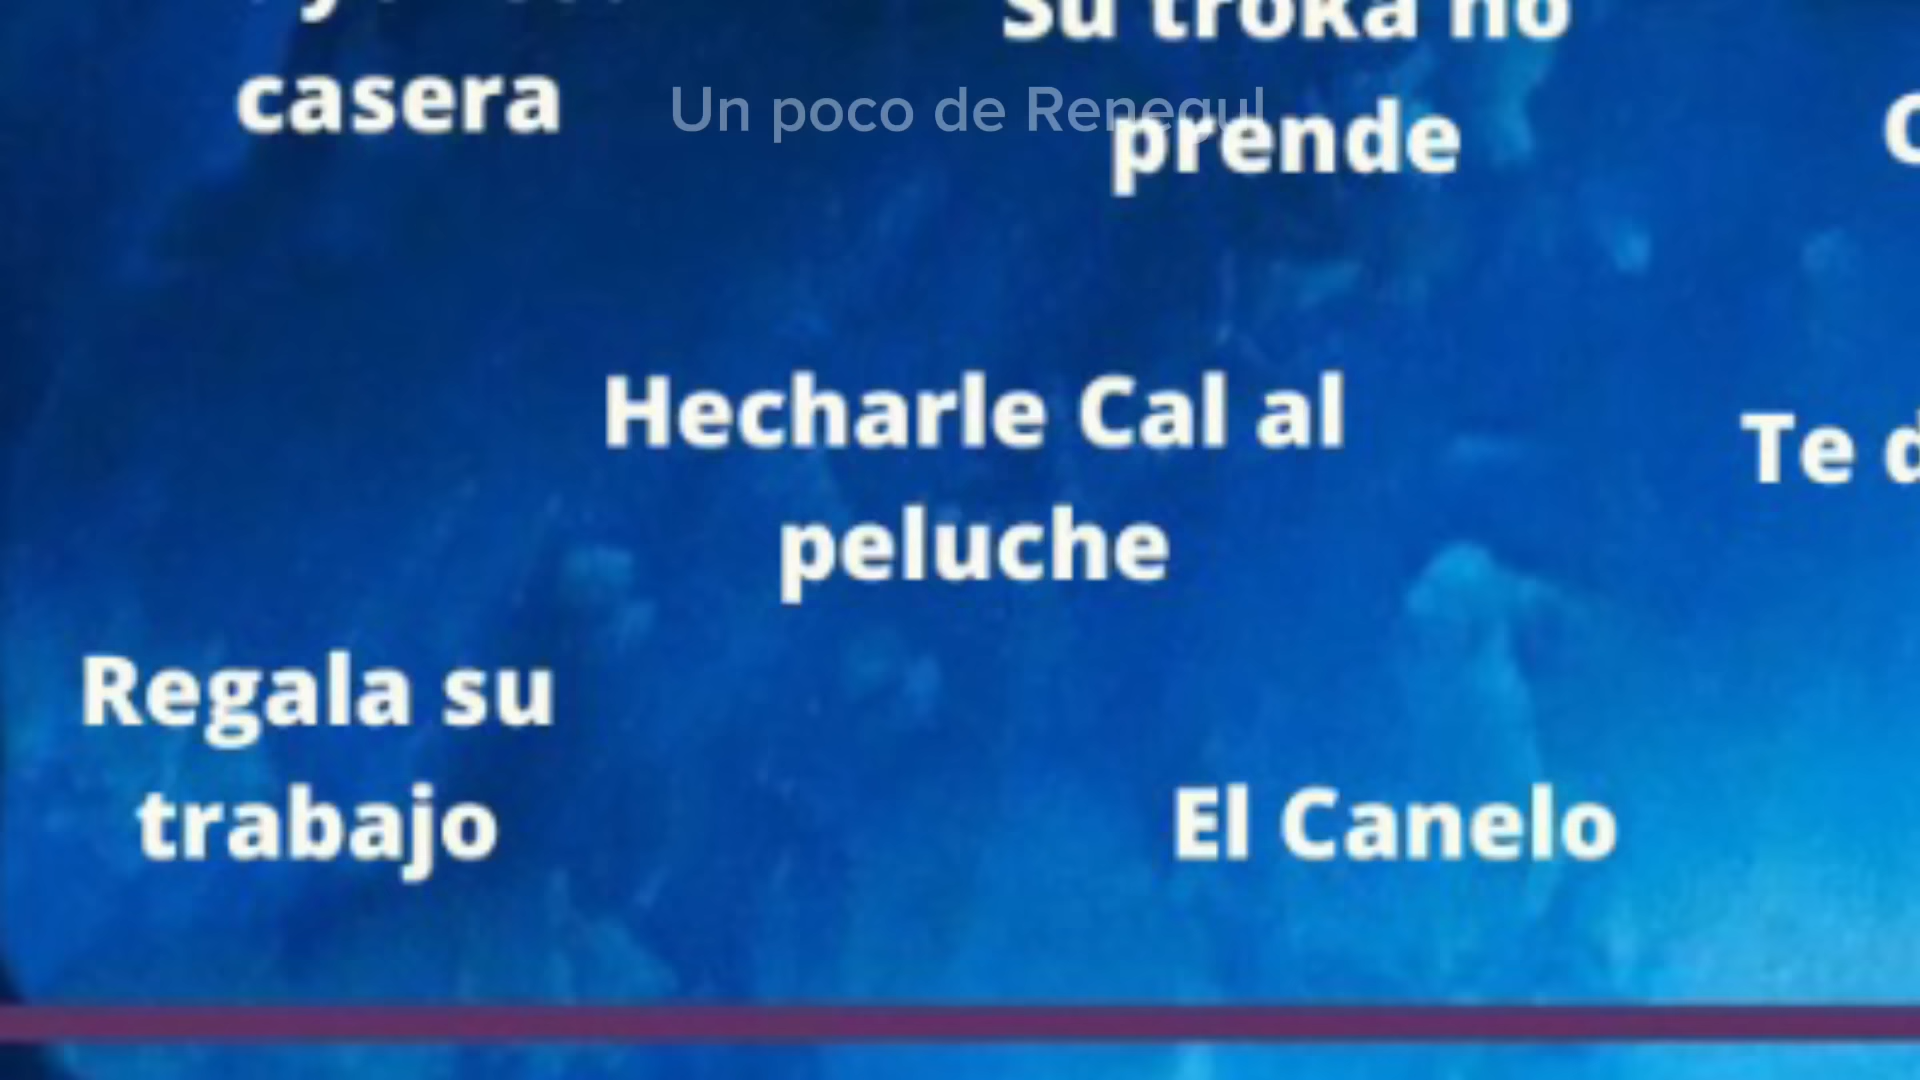 Su troka no
casera
Un poco de Renegul
prende
Hecharle Cal al
peluche
Te
Regala su
trabajo
El Canelo